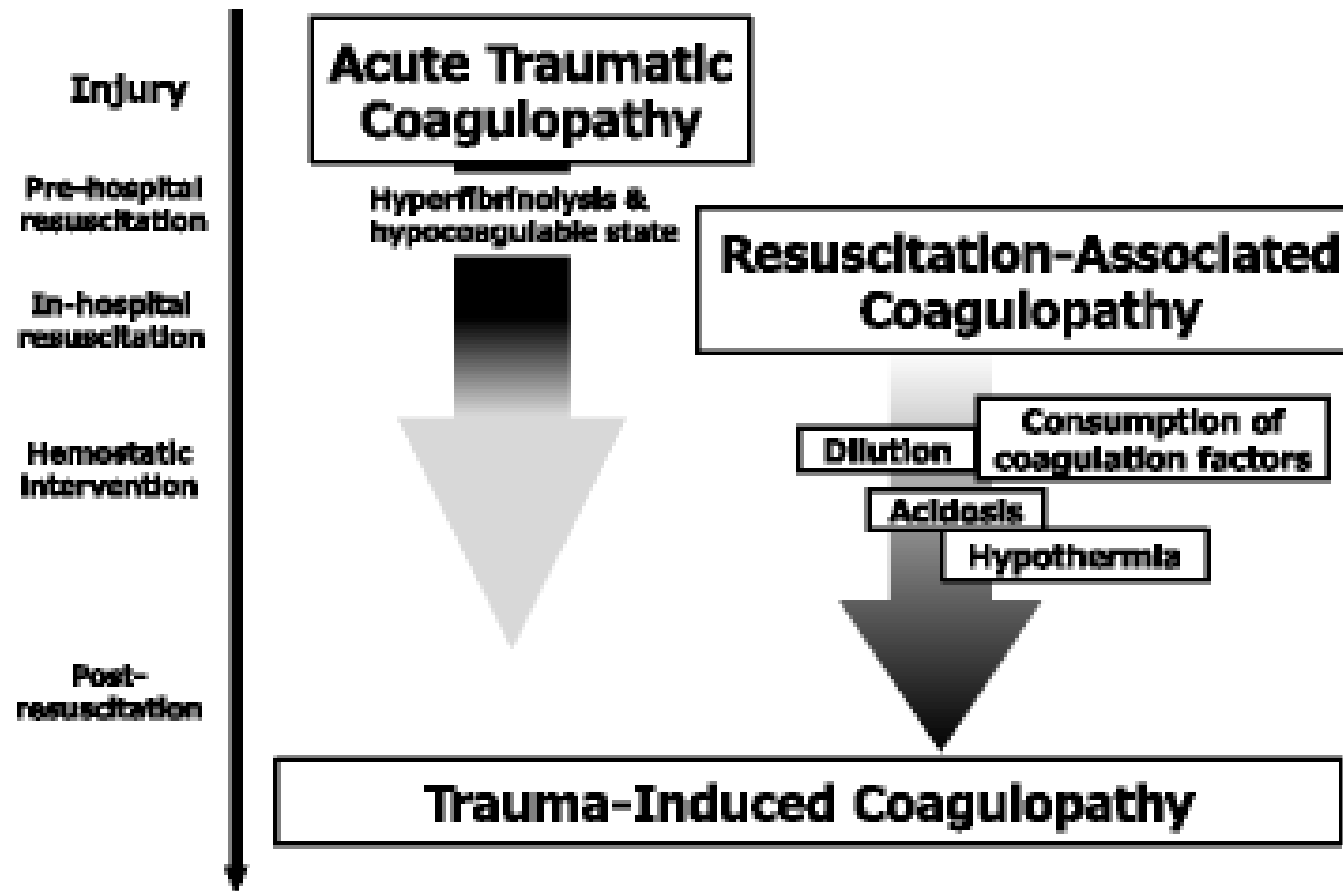 Injury
Pre-hospital
resuscitation
In-hospital
resuscitation
Hemostatic
intervention
Post-
resuscitation
Acute Traumatic
Coagulopathy
Hyperfibrinolysis &
hypocoagulable state
Resuscitation-Associated
Coagulopathy
Dilution
Consumption of
coagulation factors
Acidosis
Hypothermia
Trauma-Induced Coagulopathy